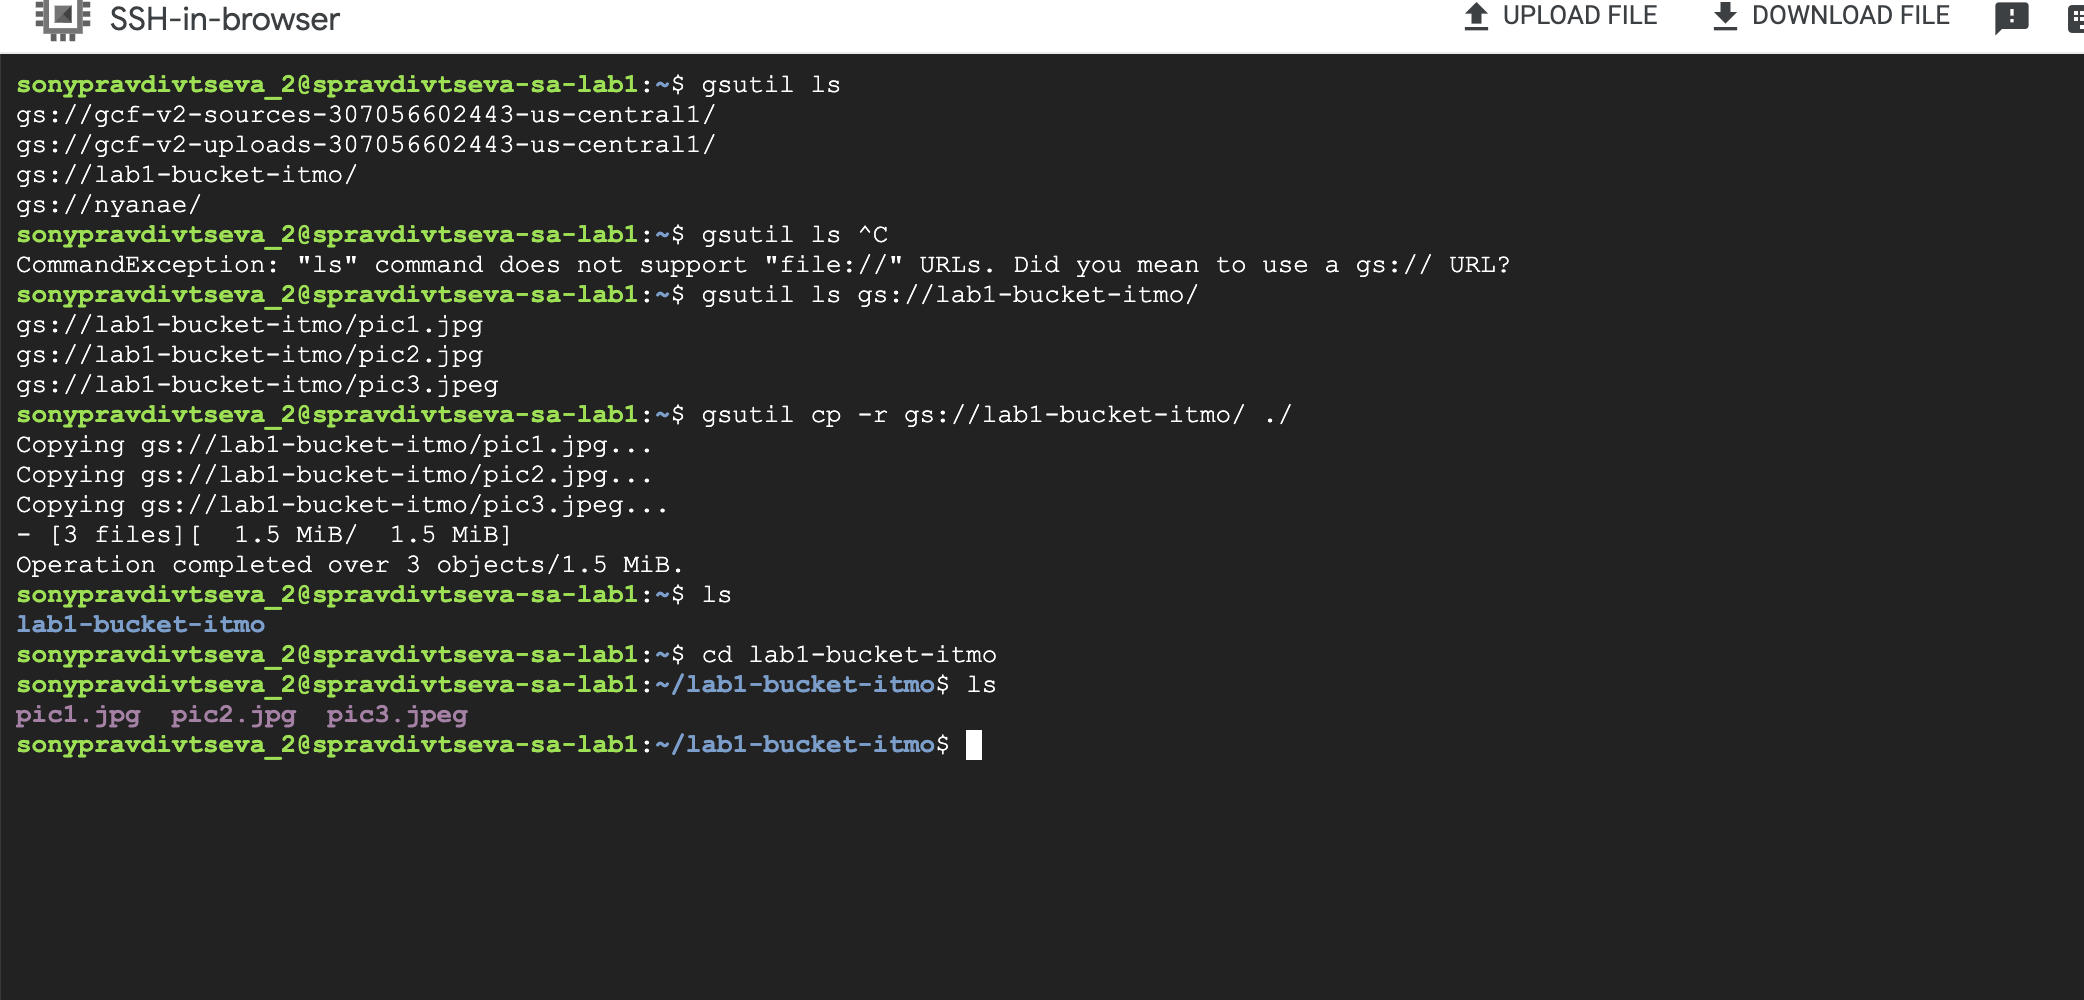 SSH-in-browser
UPLOAD FILE
DOWNLOAD FILE
sonypravdivtseva_2@spravdivtseva-sa-lab1:~$ gsutil ls
gs://gcf-v2-sources-307056602443-us-central1/
gs://gcf-v2-uploads-307056602443-us-central1/
gs://lab1-bucket-itmo/
gs://nyanae/
sonypravdivtseva_2@spravdivtseva-sa-lab1:~$ gsutil ls ^C
CommandException: "ls" command does not support "file://" URLs. Did you mean to use a gs:// URL?
sonypravdivtseva_2@spravdivtseva-sa-lab1:~$ gsutil ls gs://lab1-bucket-itmo/
gs://lab1-bucket-itmo/pic1.jpg
gs://lab1-bucket-itmo/pic2.jpg
gs://lab1-bucket-itmo/pic3.jpeg
sonypravdivtseva_2@spravdivtseva-sa-lab1:~$ gsutil cp -r gs://lab1-bucket-itmo/ ./
Copying gs://lab1-bucket-itmo/pic1.jpg...
Copying gs://lab1-bucket-itmo/pic2.jpg...
Copying gs://lab1-bucket-itmo/pic3.jpeg...
- [3 files][  1.5 MiB/  1.5 MiB]
Operation completed over 3 objects/1.5 MiB.
sonypravdivtseva_2@spravdivtseva-sa-lab1:~$ ls
lab1-bucket-itmo
sonypravdivtseva_2@spravdivtseva-sa-lab1:~$ cd lab1-bucket-itmo
sonypravdivtseva_2@spravdivtseva-sa-lab1:~/lab1-bucket-itmo$ ls
pic1.jpg  pic2.jpg  pic3.jpeg
sonypravdivtseva_2@spravdivtseva-sa-lab1:~/lab1-bucket-itmo$